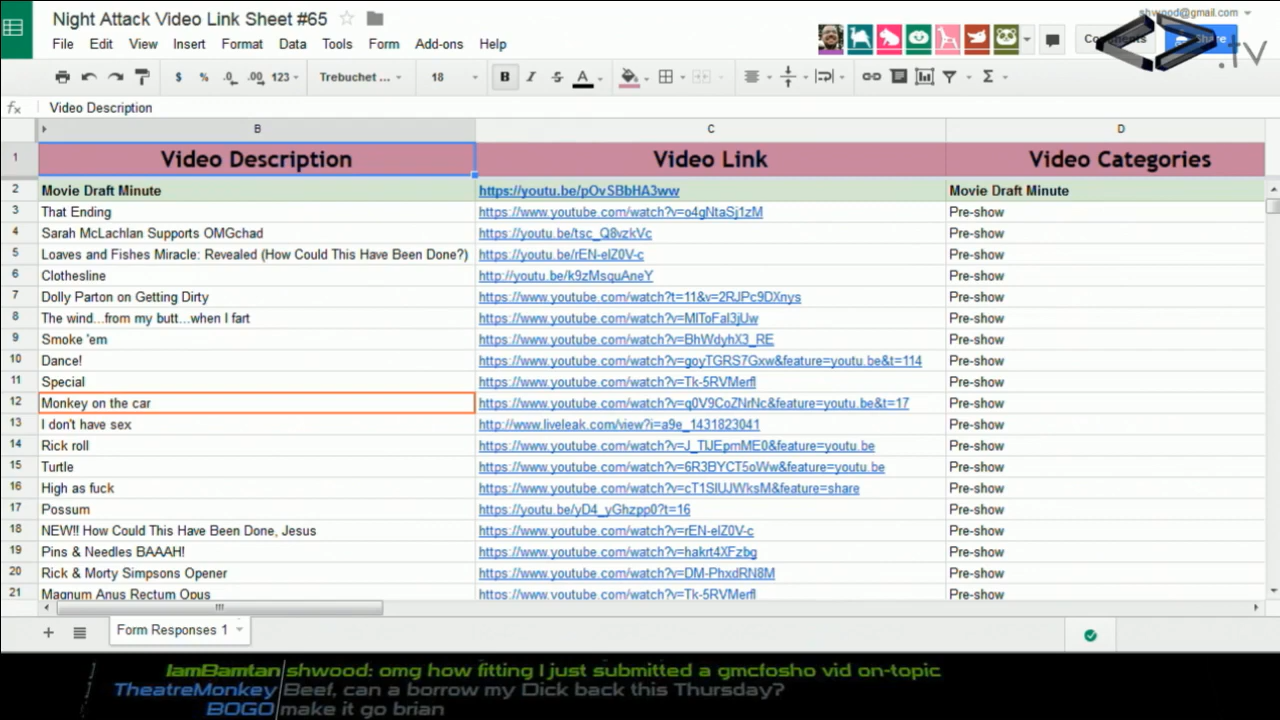 Night Attack Video Link Sheet #65
shwood@gmail.com
File Edit View Insert Format Data Tools Form Add-ons Help
Comments Share
.tv
$ % .0 .00 123 Trebuchet ... 18 B I S A
fx Video Description
B C D
1 Video Description Video Link Video Categories
2 Movie Draft Minute https://youtu.be/pOvSBbHA3ww Movie Draft Minute
3 That Ending https://www.youtube.com/watch?v=o4gNtaSj1zM Pre-show
4 Sarah McLachlan Supports OMGchad https://youtu.be/tsc_Q8vzkVc Pre-show
5 Loaves and Fishes Miracle: Revealed (How Could This Have Been Done?) https://youtu.be/rEN-eIZ0V-c Pre-show
6 Clothesline http://youtu.be/k9zMsquAneY Pre-show
7 Dolly Parton on Getting Dirty https://www.youtube.com/watch?t=11&v=2RJPc9DXnys Pre-show
8 The wind...from my butt...when I fart https://www.youtube.com/watch?v=MlToFal3jUw Pre-show
9 Smoke 'em https://www.youtube.com/watch?v=BhWdyhX3_RE Pre-show
10 Dance! https://www.youtube.com/watch?v=goyTGRS7Gxw&feature=youtu.be&t=114 Pre-show
11 Special https://www.youtube.com/watch?v=Tk-5RVMerfI Pre-show
12 Monkey on the car https://www.youtube.com/watch?v=q0V9CoZNrNc&feature=youtu.be&t=17 Pre-show
13 I don't have sex http://www.liveleak.com/view?i=a9e_1431823041 Pre-show
14 Rick roll https://www.youtube.com/watch?v=J_TlJEpmME0&feature=youtu.be Pre-show
15 Turtle https://www.youtube.com/watch?v=6R3BYCT5oWw&feature=youtu.be Pre-show
16 High as fuck https://www.youtube.com/watch?v=cT1SlUJWksM&feature=share Pre-show
17 Possum https://youtu.be/yD4_yGhzpp0?t=16 Pre-show
18 NEW!! How Could This Have Been Done, Jesus https://www.youtube.com/watch?v=rEN-eIZ0V-c Pre-show
19 Pins & Needles BAAAH! https://www.youtube.com/watch?v=hakrt4XFzbg Pre-show
20 Rick & Morty Simpsons Opener https://www.youtube.com/watch?v=DM-PhxdRN8M Pre-show
21 Magnum Anus Rectum Opus https://www.youtube.com/watch?v=Tk-5RVMerfI Pre-show
Form Responses 1
IamBamtan shwood: omg how fitting I just submitted a gmcfosho vid on-topic
TheatreMonkey Beef, can a borrow my Dick back this Thursday?
BOGO make it go brian